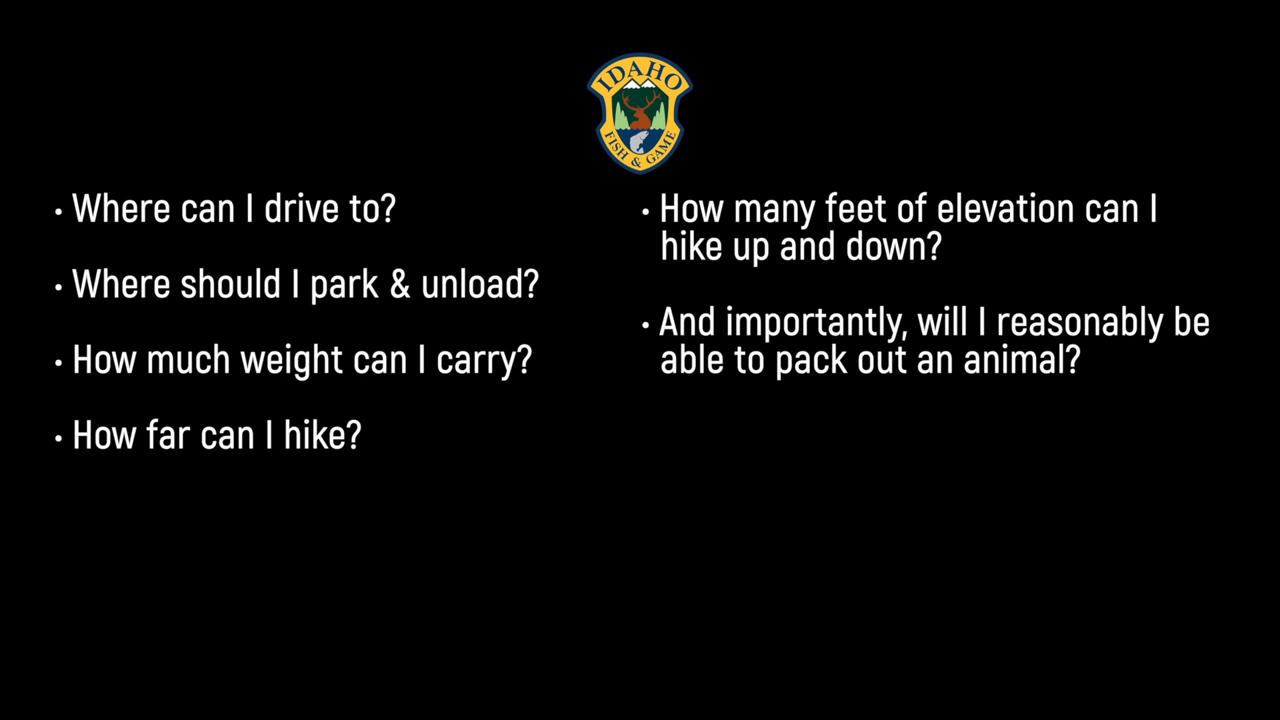 IDAHO
FISH & GAME
• Where can I drive to?
• Where should I park & unload?
• How much weight can I carry?
• How far can I hike?
• How many feet of elevation can I
hike up and down?
• And importantly, will I reasonably be
able to pack out an animal?